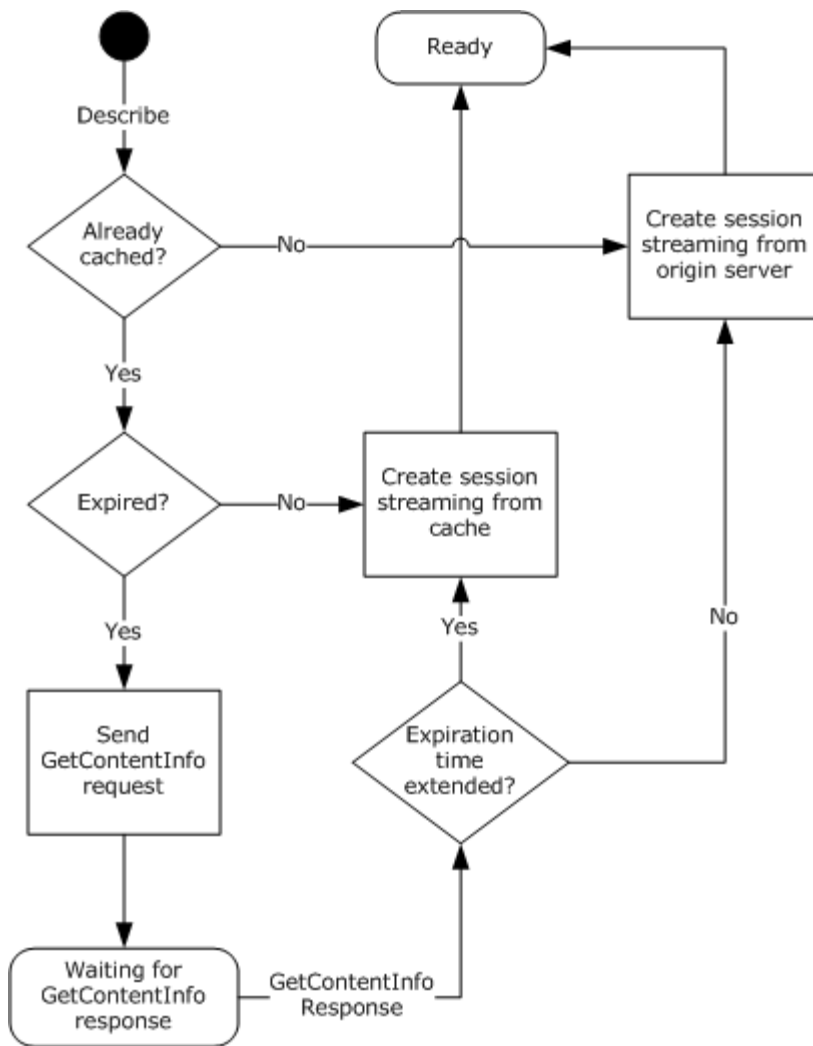 Ready
Describe
Create session
streaming from
origin server
Already
cached?
No
Yes
Create session
streaming from
cache
Expired?
No
Yes
Yes
No
Send
GetContentInfo
request
Expiration
time
extended?
Waiting for
GetContentInfo
response
GetContentInfo
Response